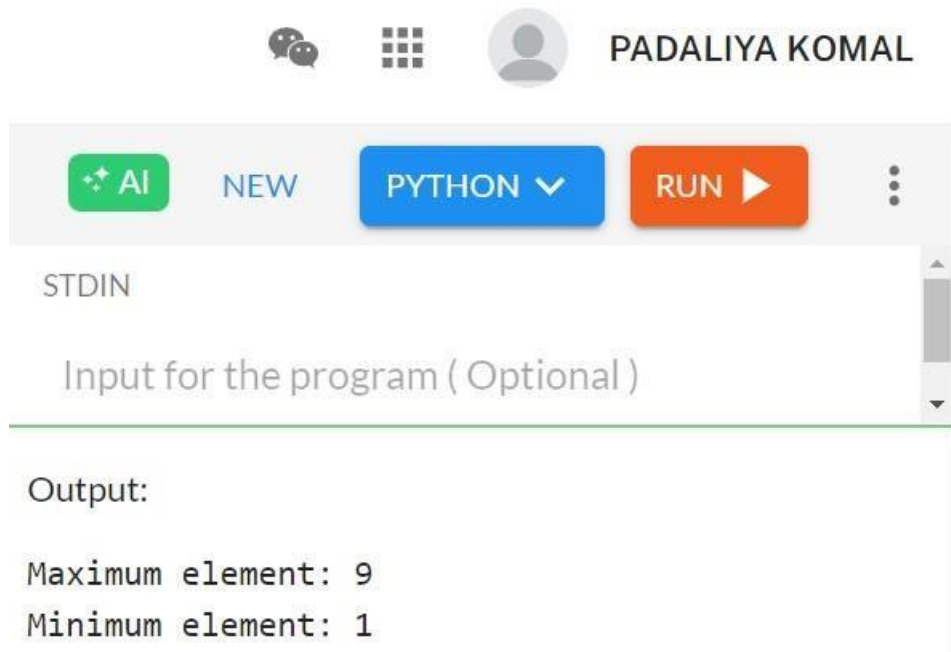 PADALIYA KOMAL
AI NEW PYTHON RUN
STDIN
Input for the program ( Optional )
Output:
Maximum element: 9
Minimum element: 1